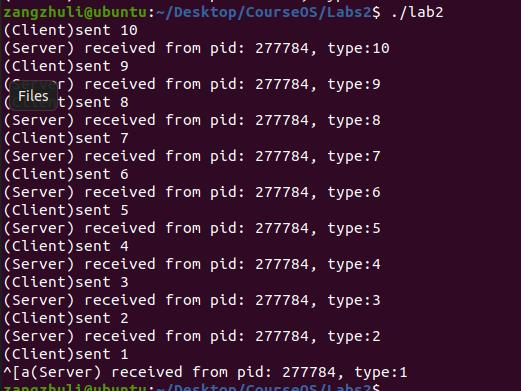 zangzhuli@ubuntu:~/Desktop/CourseOS/Labs2$ ./lab2
(Client)sent 10
(Server) received from pid: 277784, type:10
(Client)sent 9
received from pid: 277784, type:9
Files
sent 8
(Server) received from pid: 277784, type:8
(Client)sent 7
(Server) received from pid: 277784, type:7
(Client)sent 6
(Server) received from pid: 277784, type:6
(Client)sent 5
(Server) received from pid: 277784, type:5
(Client)sent 4
(Server) received from pid: 277784, type:4
(Client)sent 3
(Server) received from pid: 277784, type:3
(Client)sent 2
(Server) received from pid: 277784, type:2
(Client)sent 1
^[a(Server) received from pid: 277784, type:1
zangzhuli@ubuntu:~/Desktop/CourseOS/Labs2$